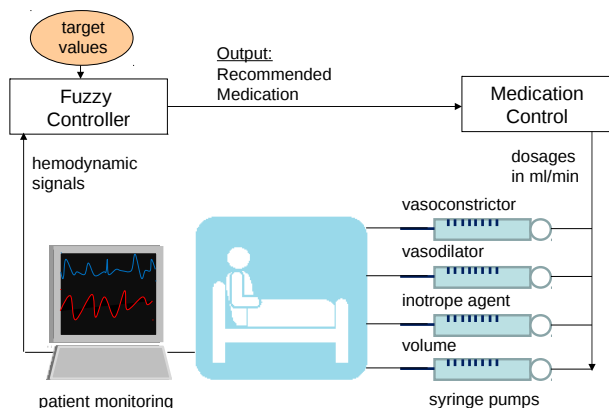 target
values
Output:
Recommended
Medication
Fuzzy
Controller
Medication
Control
hemodynamic
signals
dosages
in ml/min
vasoconstrictor
vasodilator
inotrope agent
volume
patient monitoring
syringe pumps